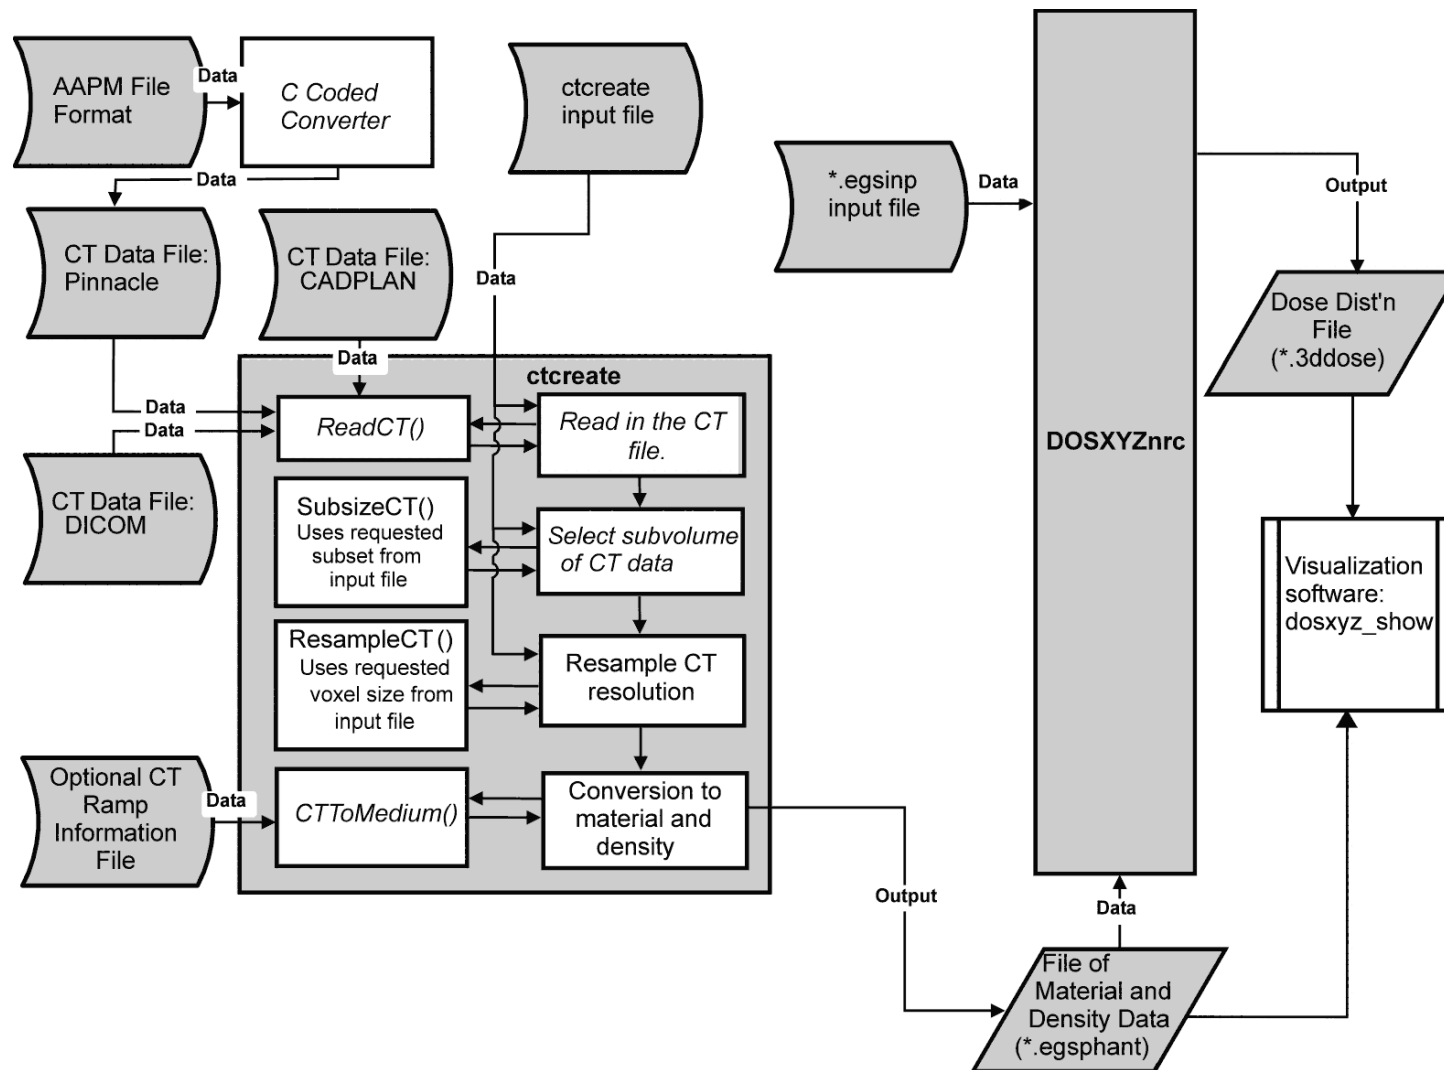 AAPM File
Format
Data
C Coded
Converter
ctcreate
input file
Data
*.egsinp
input file
Data
Output
CT Data File:
Pinnacle
CT Data File:
CADPLAN
Data
Dose Dist'n
File
(*.3ddose)
Data
ctcreate
Data
Data
ReadCT()
Read in the CT
file.
DOSXYZnrc
CT Data File:
DICOM
SubsizeCT()
Uses requested
subset from
input file
Select subvolume
of CT data
Visualization
software:
dosxyz_show
ResampleCT()
Uses requested
voxel size from
input file
Resample CT
resolution
Optional CT
Ramp
Information
File
Data
CTToMedium()
Conversion to
material and
density
Output
Data
File of
Material and
Density Data
(*.egsphant)